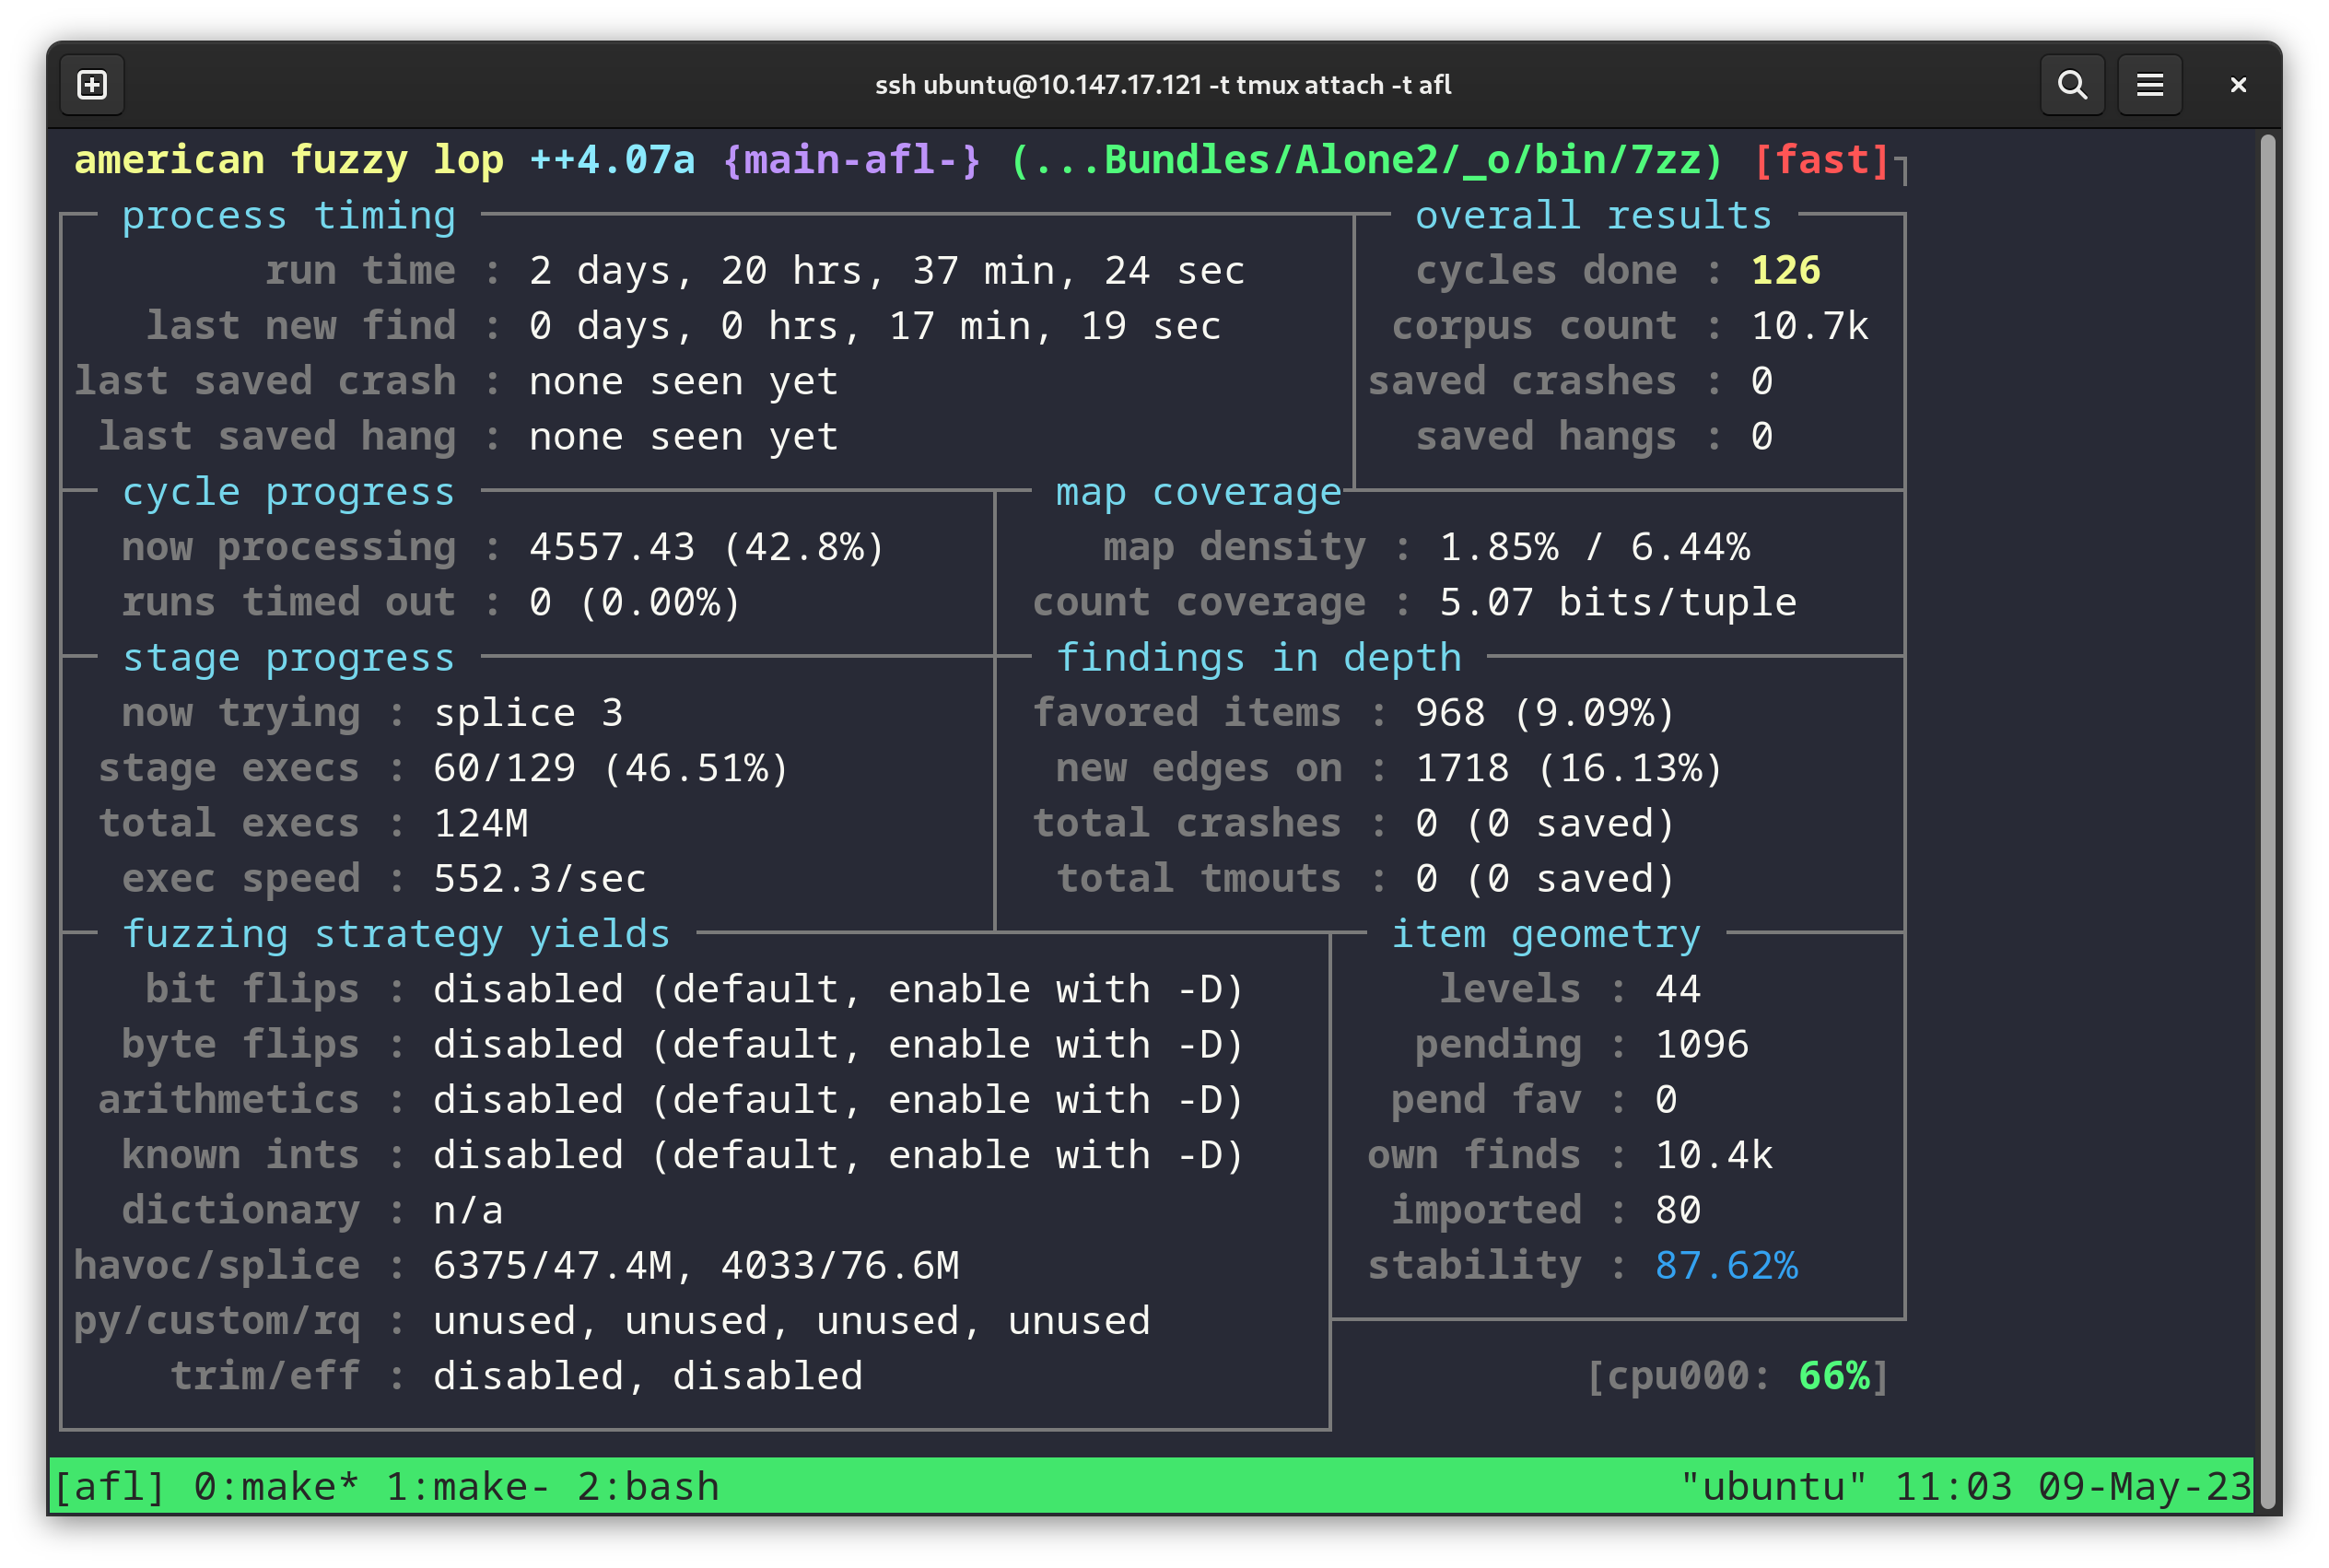 ssh ubuntu@10.147.17.121 -t tmux attach -t afl
american fuzzy lop ++4.07a {main-afl-} (...Bundles/Alone2/_o/bin/7zz) [fast]
process timing overall results
run time : 2 days, 20 hrs, 37 min, 24 sec cycles done : 126
last new find : 0 days, 0 hrs, 17 min, 19 sec corpus count : 10.7k
last saved crash : none seen yet saved crashes : 0
last saved hang : none seen yet saved hangs : 0
cycle progress map coverage
now processing : 4557.43 (42.8%) map density : 1.85% / 6.44%
runs timed out : 0 (0.00%) count coverage : 5.07 bits/tuple
stage progress findings in depth
now trying : splice 3 favored items : 968 (9.09%)
stage execs : 60/129 (46.51%) new edges on : 1718 (16.13%)
total execs : 124M total crashes : 0 (0 saved)
exec speed : 552.3/sec total tmouts : 0 (0 saved)
fuzzing strategy yields item geometry
bit flips : disabled (default, enable with -D) levels : 44
byte flips : disabled (default, enable with -D) pending : 1096
arithmetics : disabled (default, enable with -D) pend fav : 0
known ints : disabled (default, enable with -D) own finds : 10.4k
dictionary : n/a imported : 80
havoc/splice : 6375/47.4M, 4033/76.6M stability : 87.62%
py/custom/rq : unused, unused, unused, unused
trim/eff : disabled, disabled [cpu000: 66%]
[afl] 0:make* 1:make- 2:bash "ubuntu" 11:03 09-May-23